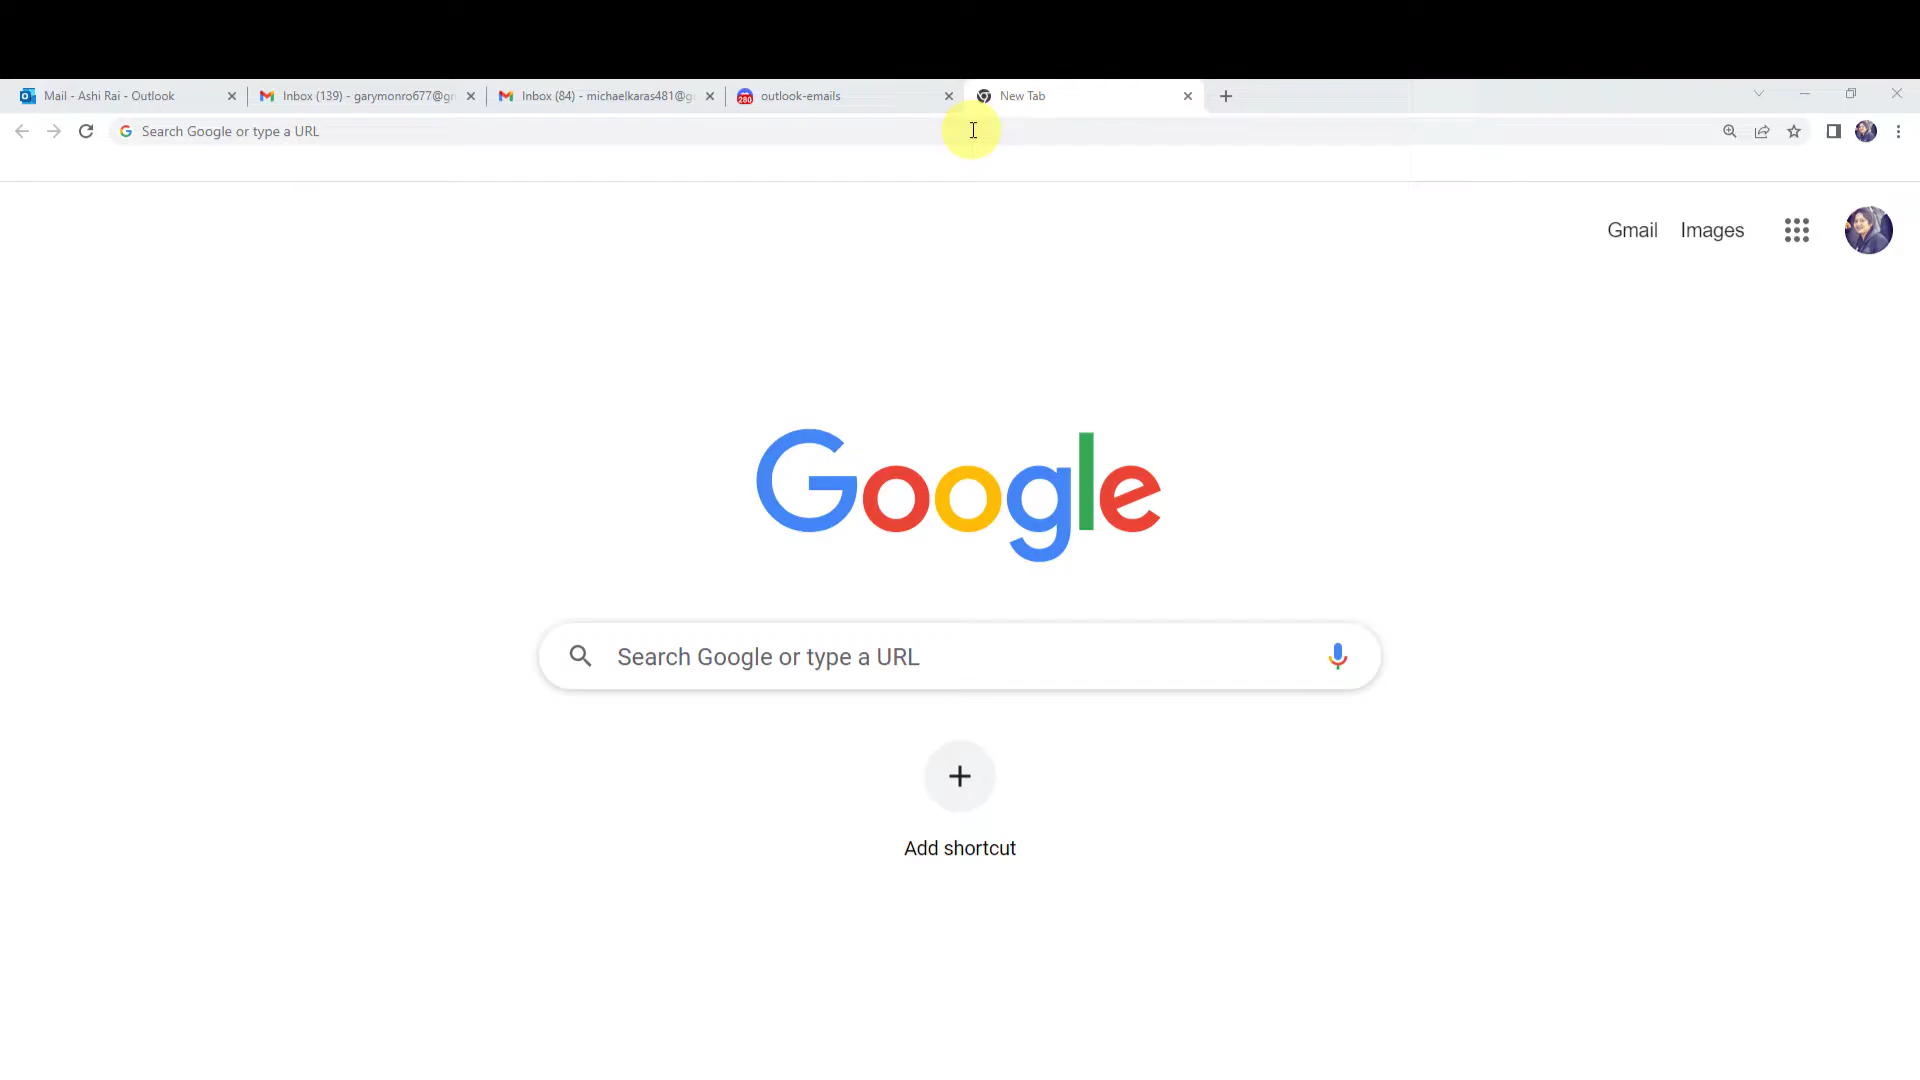 Mail - Ashi Rai - Outlook
Inbox (139) - garymonro677@g
Inbox (84) - michaelkaras481@g
280
outlook-emails
New Tab
Search Google or type a URL
Gmail
Images
Google
Search Google or type a URL
Add shortcut